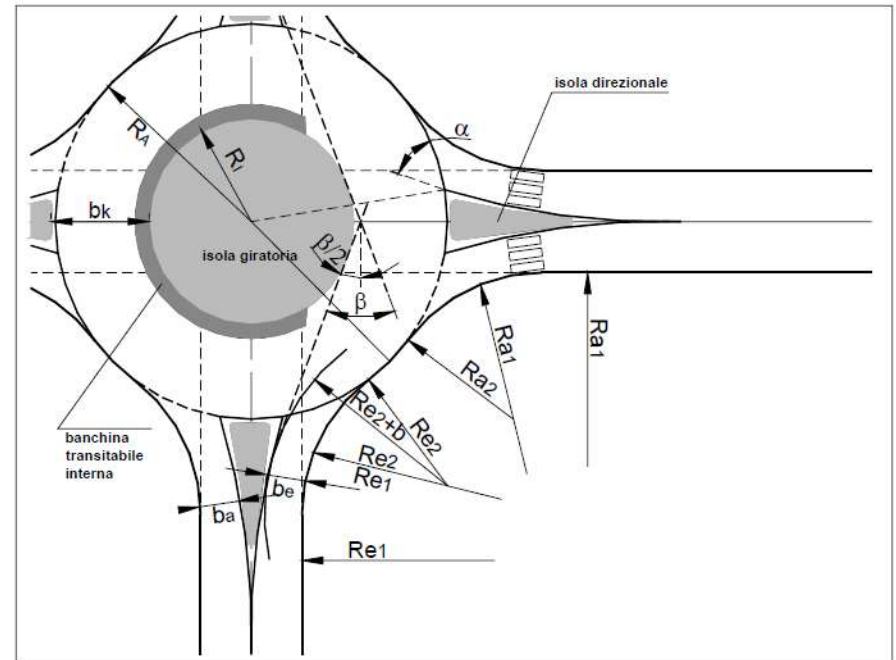 isola direzionale
α
RA
Ri
bk
isola giratoria
β/2
β
Ra1
Ra1
Ra2
Re2+b
Re2
banchina
transitabile
interna
Re2
be
Re1
ba
Re1